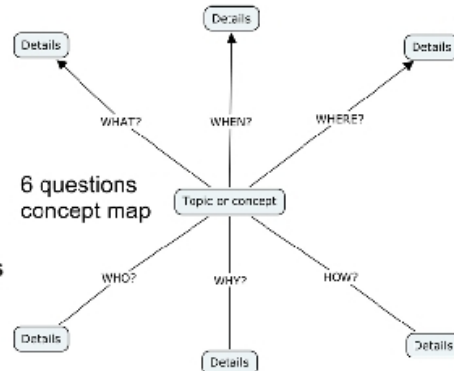 Details
Details
Details
WHAT?
WHEN?
WHERE?
6 questions
concept map
Topic or concept
s
WHO?
WHY?
HOW?
Details
Details
Details